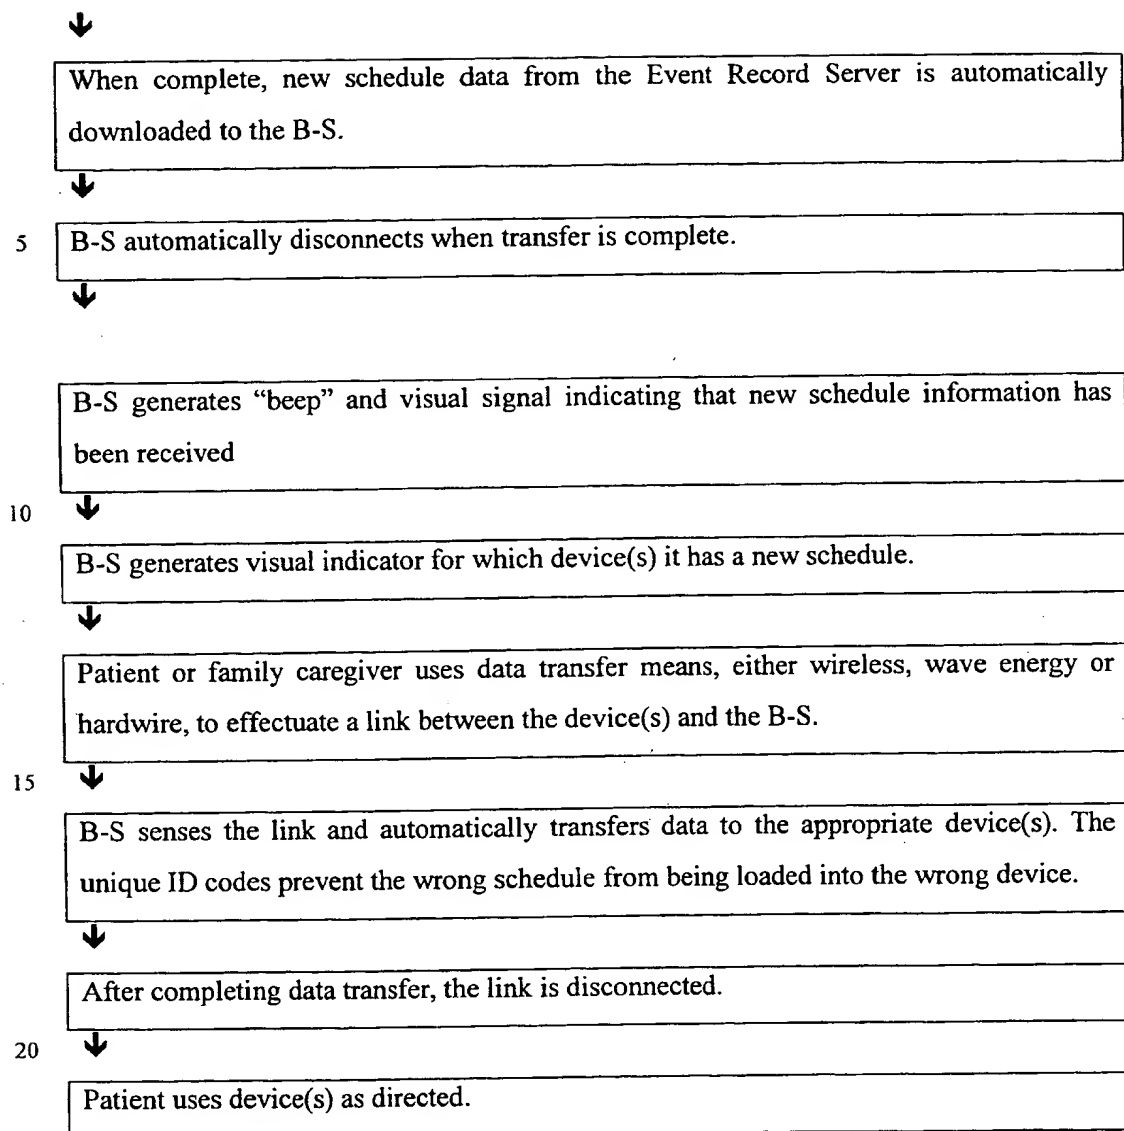 When complete, new schedule data from the Event Record Server is automatically
downloaded to the B-S.
5 B-S automatically disconnects when transfer is complete.
B-S generates “beep” and visual signal indicating that new schedule information has
been received
10
B-S generates visual indicator for which device(s) it has a new schedule.
Patient or family caregiver uses data transfer means, either wireless, wave energy or
hardwire, to effectuate a link between the device(s) and the B-S.
15
B-S senses the link and automatically transfers data to the appropriate device(s). The
unique ID codes prevent the wrong schedule from being loaded into the wrong device.
After completing data transfer, the link is disconnected.
20
Patient uses device(s) as directed.